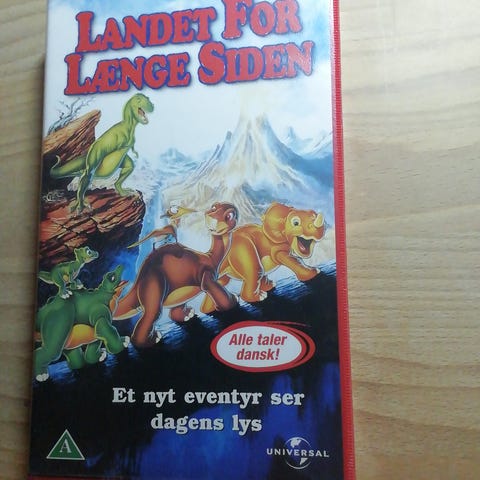 LANDET FOR
LÆNGE SIDEN
Alle taler
dansk!
Et nyt eventyr ser
dagens lys
A
UNIVERSAL